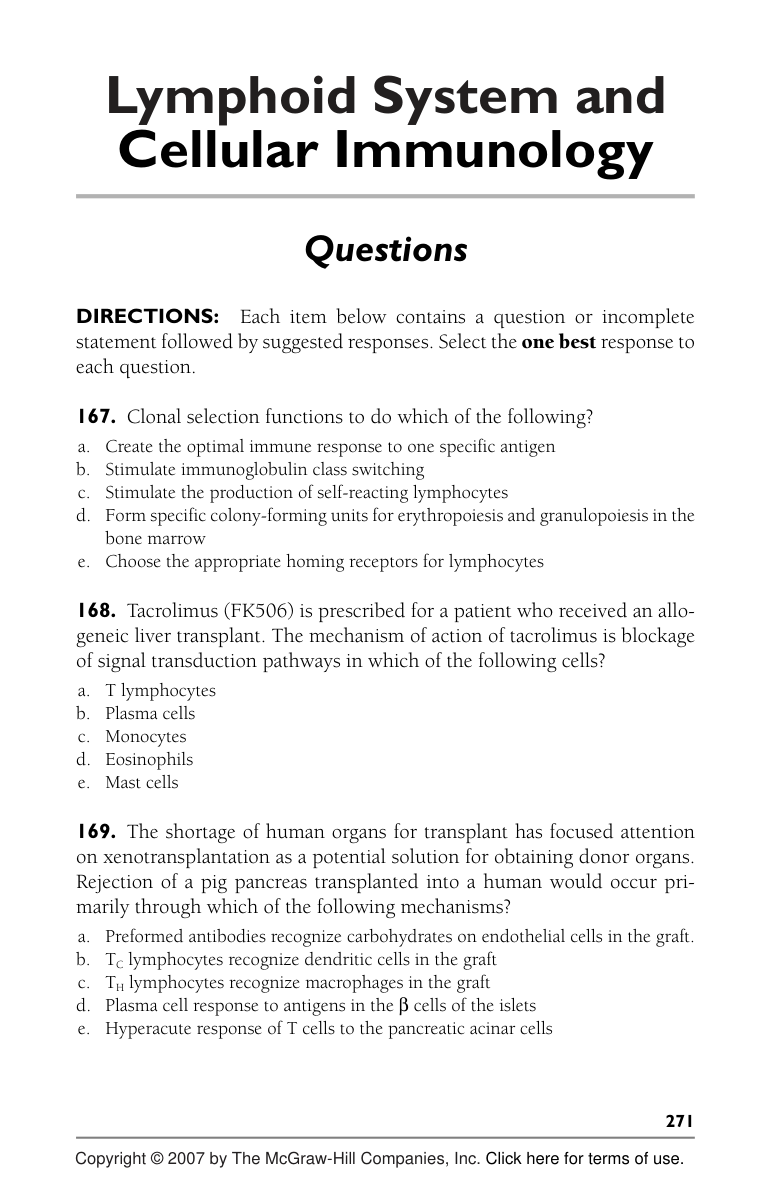 Lymphoid System and
Cellular Immunology
Questions
DIRECTIONS: Each item below contains a question or incomplete
statement followed by suggested responses. Select the one best response to
each question.
167. Clonal selection functions to do which of the following?
a. Create the optimal immune response to one specific antigen
b. Stimulate immunoglobulin class switching
c. Stimulate the production of self-reacting lymphocytes
d. Form specific colony-forming units for erythropoiesis and granulopoiesis in the
bone marrow
e. Choose the appropriate homing receptors for lymphocytes
168. Tacrolimus (FK506) is prescribed for a patient who received an allo-
geneic liver transplant. The mechanism of action of tacrolimus is blockage
of signal transduction pathways in which of the following cells?
a. T lymphocytes
b. Plasma cells
c. Monocytes
d. Eosinophils
e. Mast cells
169. The shortage of human organs for transplant has focused attention
on xenotransplantation as a potential solution for obtaining donor organs.
Rejection of a pig pancreas transplanted into a human would occur pri-
marily through which of the following mechanisms?
a. Preformed antibodies recognize carbohydrates on endothelial cells in the graft.
b. TC lymphocytes recognize dendritic cells in the graft
c. TH lymphocytes recognize macrophages in the graft
d. Plasma cell response to antigens in the β cells of the islets
e. Hyperacute response of T cells to the pancreatic acinar cells
271
Copyright © 2007 by The McGraw-Hill Companies, Inc. Click here for terms of use.